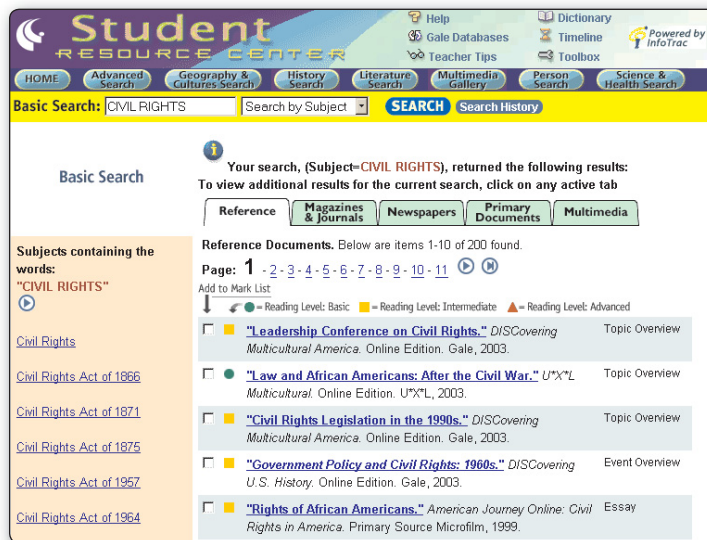 Student
RESOURCE CENTER
Help
Gale Databases
Teacher Tips
Dictionary
Timeline
Toolbox
Powered by
InfoTrac
HOME
Advanced
Search
Geography &
Cultures Search
History
Search
Literature
Search
Multimedia
Gallery
Person
Search
Science &
Health Search
Basic Search: CIVIL RIGHTS Search by Subject SEARCH Search History
Basic Search
i
Your search, (Subject=CIVIL RIGHTS), returned the following results:
To view additional results for the current search, click on any active tab
Reference
Magazines
& Journals
Newspapers
Primary
Documents
Multimedia
Subjects containing the
words:
"CIVIL RIGHTS"
Civil Rights
Civil Rights Act of 1866
Civil Rights Act of 1871
Civil Rights Act of 1875
Civil Rights Act of 1957
Civil Rights Act of 1964
Reference Documents. Below are items 1-10 of 200 found.
Page: 1 - 2 - 3 - 4 - 5 - 6 - 7 - 8 - 9 - 10 - 11
Add to Mark List
= Reading Level: Basic = Reading Level: Intermediate = Reading Level: Advanced
"Leadership Conference on Civil Rights." DISCovering Topic Overview
Multicultural America. Online Edition. Gale, 2003.
"Law and African Americans: After the Civil War." U*X*L Topic Overview
Multicultural. Online Edition. U*X*L, 2003.
"Civil Rights Legislation in the 1990s." DISCovering Topic Overview
Multicultural America. Online Edition. Gale, 2003.
"Government Policy and Civil Rights: 1960s." DISCovering Event Overview
U.S. History. Online Edition. Gale, 2003.
"Rights of African Americans." American Journey Online: Civil Essay
Rights in America. Primary Source Microfilm, 1999.